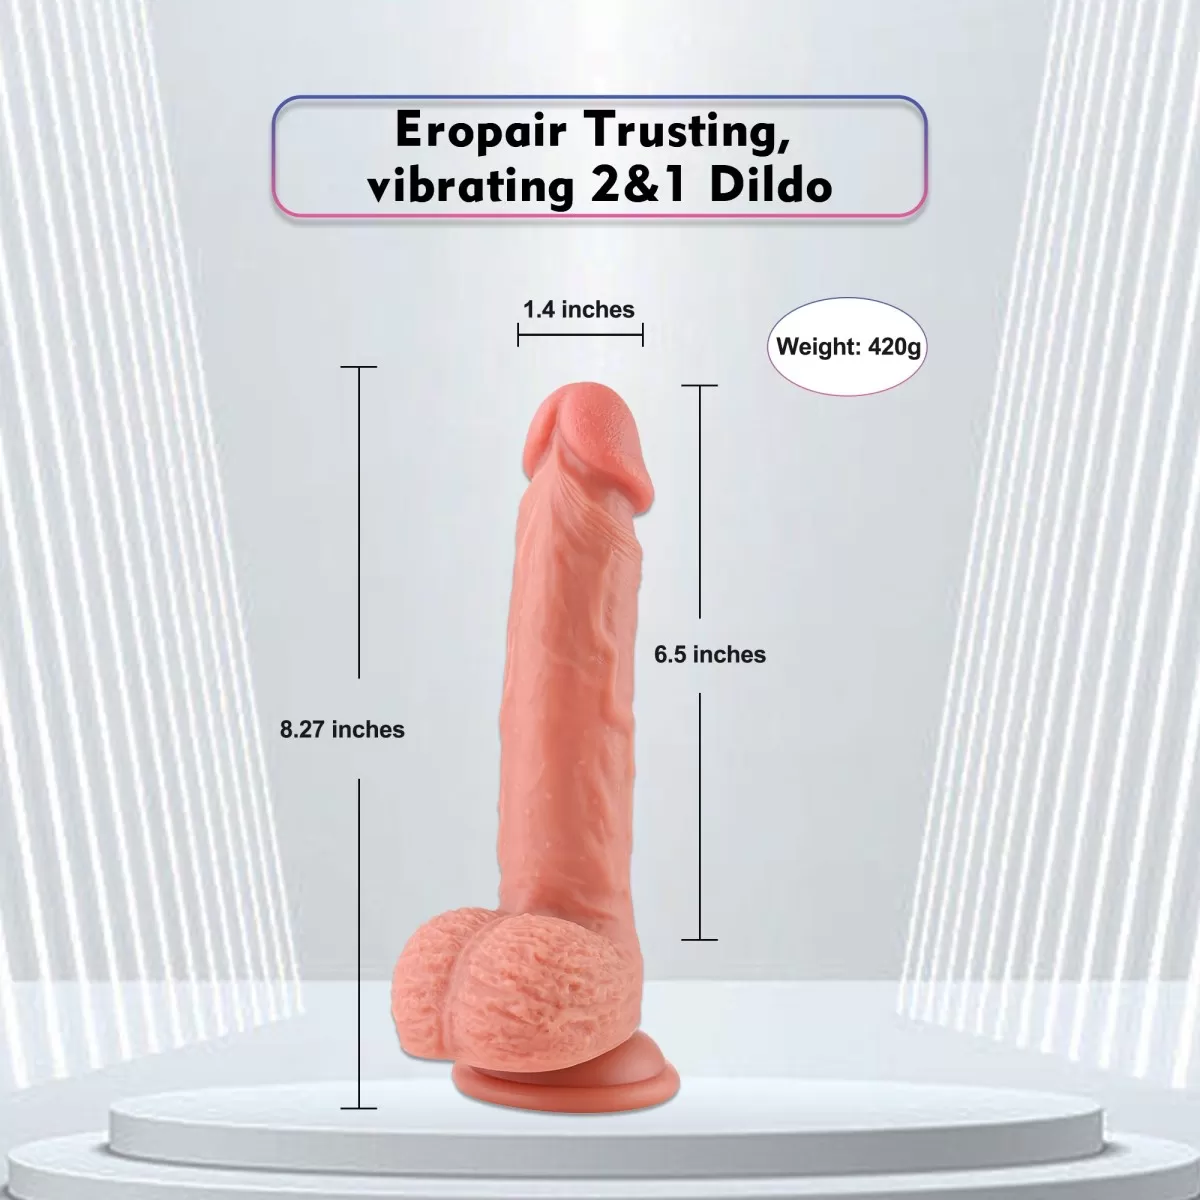 Eropair Trusting,
vibrating 2&1 Dildo
1.4 inches
Weight: 420g
6.5 inches
8.27 inches